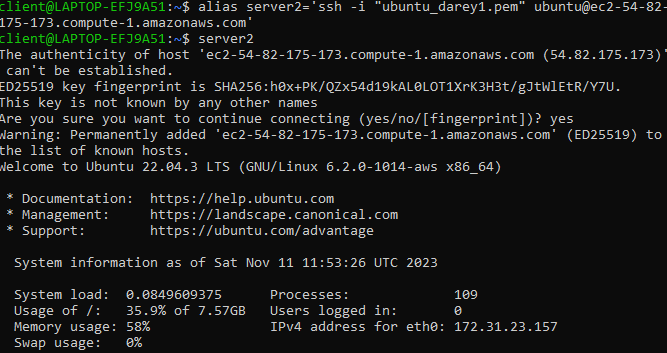 client@LAPTOP-EFJ9A51:~$ alias server2='ssh -i "ubuntu_darey1.pem" ubuntu@ec2-54-82-
175-173.compute-1.amazonaws.com'
client@LAPTOP-EFJ9A51:~$ server2
The authenticity of host 'ec2-54-82-175-173.compute-1.amazonaws.com (54.82.175.173)'
can't be established.
ED25519 key fingerprint is SHA256:h0x+PK/QZx54d19kAL0LOT1XrK3H3t/gJtWlEtR/Y7U.
This key is not known by any other names
Are you sure you want to continue connecting (yes/no/[fingerprint])? yes
Warning: Permanently added 'ec2-54-82-175-173.compute-1.amazonaws.com' (ED25519) to
the list of known hosts.
Welcome to Ubuntu 22.04.3 LTS (GNU/Linux 6.2.0-1014-aws x86_64)
* Documentation: https://help.ubuntu.com
* Management: https://landscape.canonical.com
* Support: https://ubuntu.com/advantage
System information as of Sat Nov 11 11:53:26 UTC 2023
System load: 0.0849609375 Processes: 109
Usage of /: 35.9% of 7.57GB Users logged in: 0
Memory usage: 58% IPv4 address for eth0: 172.31.23.157
Swap usage: 0%